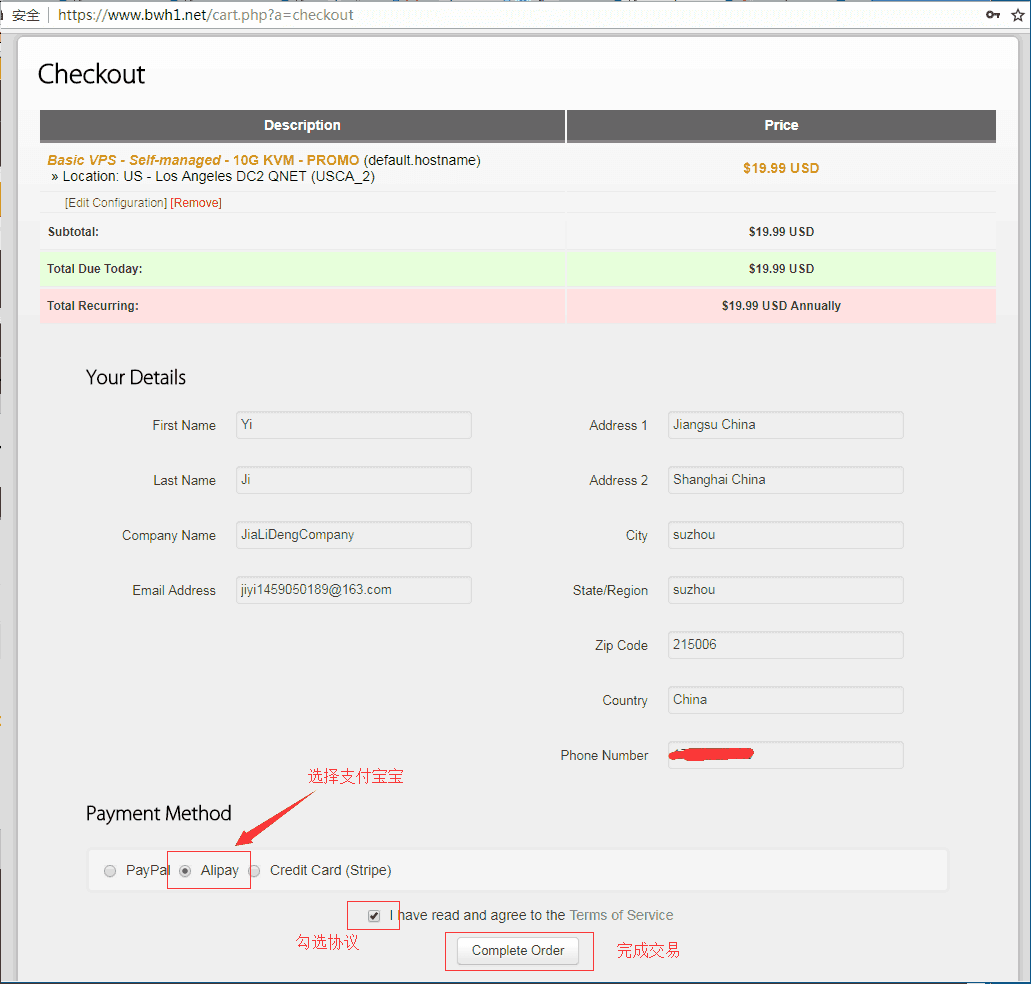 安全 https://www.bwh1.net/cart.php?a=checkout
Checkout
Description Price
Basic VPS - Self-managed - 10G KVM - PROMO (default.hostname) $19.99 USD
» Location: US - Los Angeles DC2 QNET (USCA_2)
[Edit Configuration] [Remove]
Subtotal: $19.99 USD
Total Due Today: $19.99 USD
Total Recurring: $19.99 USD Annually
Your Details
First Name Yi Address 1 Jiangsu China
Last Name Ji Address 2 Shanghai China
Company Name JiaLiDengCompany City suzhou
Email Address jiyi1459050189@163.com State/Region suzhou
Zip Code 215006
Country China
Phone Number
选择支付宝宝
Payment Method
PayPal Alipay Credit Card (Stripe)
I have read and agree to the Terms of Service
勾选协议
Complete Order 完成交易